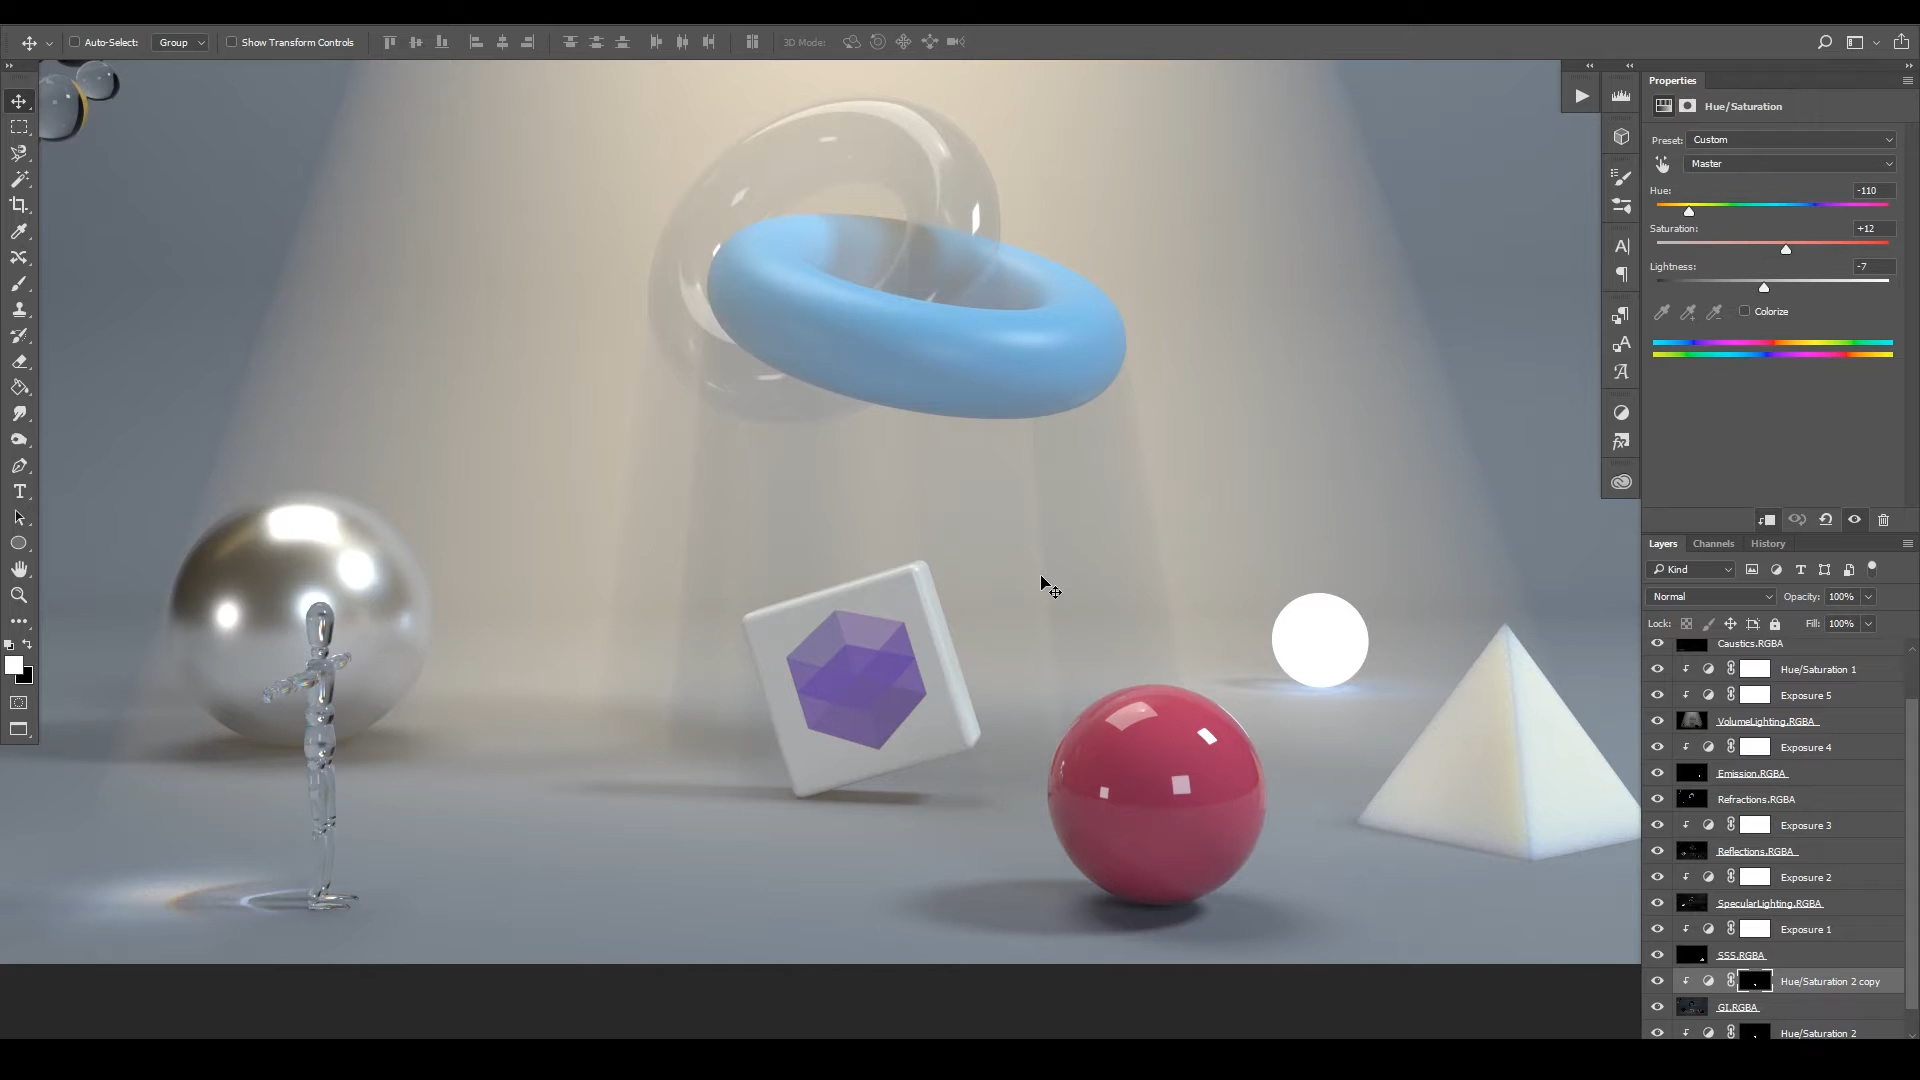 Auto-Select: Group Show Transform Controls 3D Mode:
Properties
Hue/Saturation
Preset: Custom
Master
Hue: -110
Saturation: +12
Lightness: -7
Colorize
Layers Channels History
Kind
Normal Opacity: 100%
Lock: Fill: 100%
Caustics.RGBA
Hue/Saturation 1
Exposure 5
VolumeLighting.RGBA
Exposure 4
Emission.RGBA
Refractions.RGBA
Exposure 3
Reflections.RGBA
Exposure 2
SpecularLighting.RGBA
Exposure 1
SSS.RGBA
Hue/Saturation 2 copy
GI.RGBA
Hue/Saturation 2